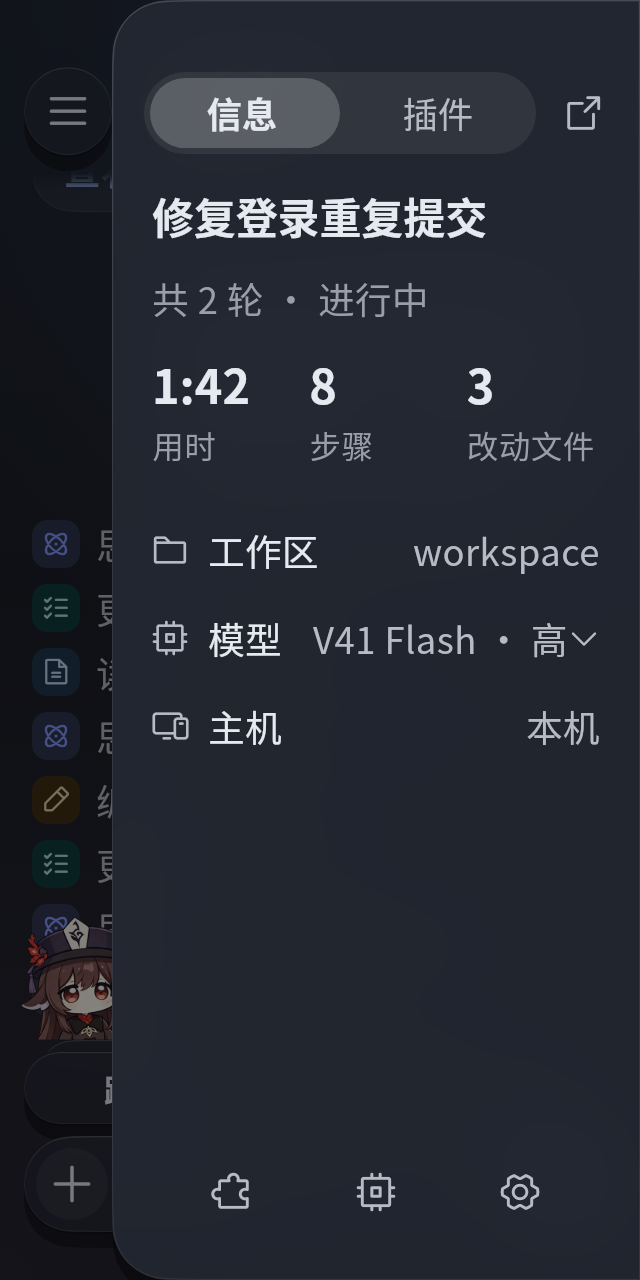 信息
插件
修复登录重复提交
共 2 轮 · 进行中
1:42 8 3
用时 步骤 改动文件
工作区 workspace
模型 V41 Flash · 高
主机 本机